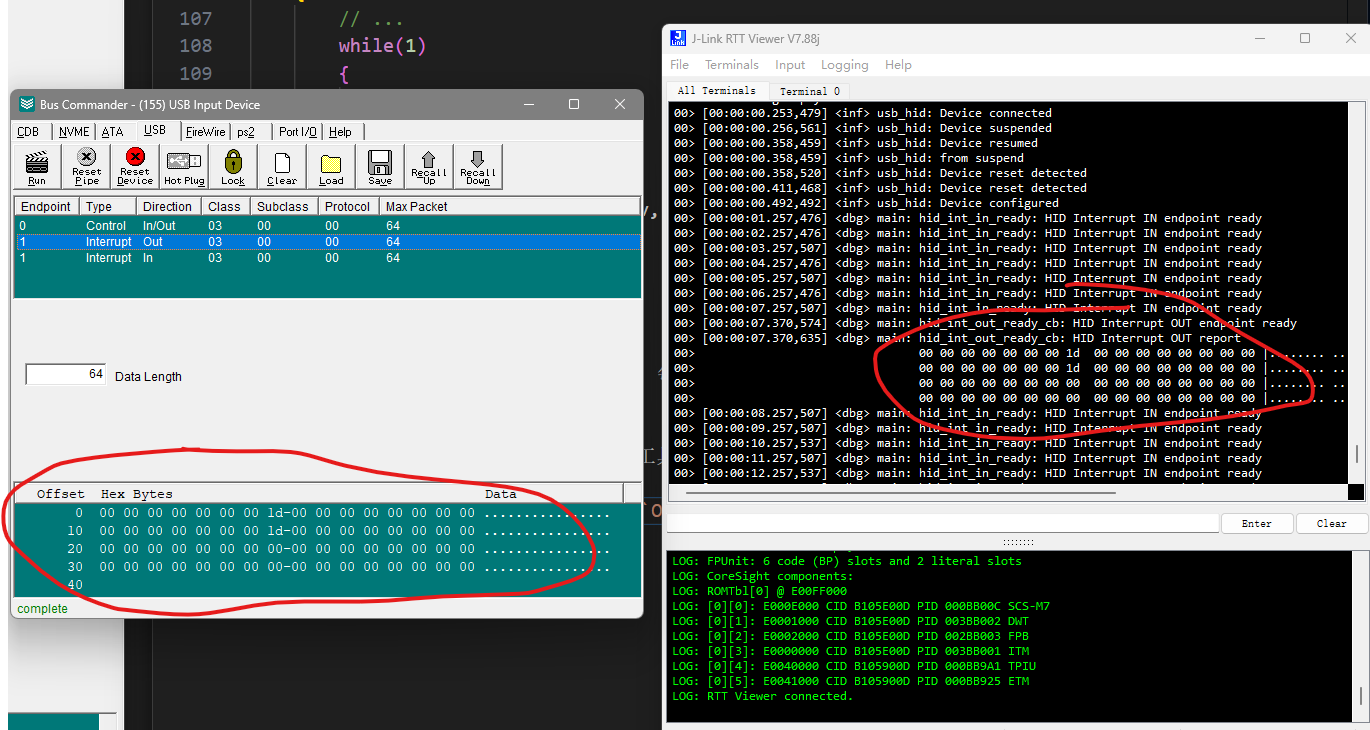 107
// ...
108
while(1)
109
{
Bus Commander - (155) USB Input Device
CDB NVME ATA USB FireWire ps2 Port I/O Help
Run Reset Pipe Reset Device Hot Plug Lock Clear Load Save Recall Up Recall Down
Endpoint Type Direction Class Subclass Protocol Max Packet
0 Control In/Out 03 00 00 64
1 Interrupt Out 03 00 00 64
1 Interrupt In 03 00 00 64
64 Data Length
Offset Hex Bytes Data
0 00 00 00 00 00 00 00 1d-00 00 00 00 00 00 00 00 ................
10 00 00 00 00 00 00 00 1d-00 00 00 00 00 00 00 00 ................
20 00 00 00 00 00 00 00 00-00 00 00 00 00 00 00 00 ................
30 00 00 00 00 00 00 00 00-00 00 00 00 00 00 00 00 ................
40
complete
J-Link RTT Viewer V7.88j
File Terminals Input Logging Help
All Terminals Terminal 0
00> [00:00:00.253,479] <inf> usb_hid: Device connected
00> [00:00:00.256,561] <inf> usb_hid: Device suspended
00> [00:00:00.358,459] <inf> usb_hid: Device resumed
00> [00:00:00.358,459] <inf> usb_hid: from suspend
00> [00:00:00.358,520] <inf> usb_hid: Device reset detected
00> [00:00:00.411,468] <inf> usb_hid: Device reset detected
00> [00:00:00.492,492] <inf> usb_hid: Device configured
00> [00:00:01.257,476] <dbg> main: hid_int_in_ready: HID Interrupt IN endpoint ready
00> [00:00:02.257,476] <dbg> main: hid_int_in_ready: HID Interrupt IN endpoint ready
00> [00:00:03.257,507] <dbg> main: hid_int_in_ready: HID Interrupt IN endpoint ready
00> [00:00:04.257,476] <dbg> main: hid_int_in_ready: HID Interrupt IN endpoint ready
00> [00:00:05.257,507] <dbg> main: hid_int_in_ready: HID Interrupt IN endpoint ready
00> [00:00:06.257,476] <dbg> main: hid_int_in_ready: HID Interrupt IN endpoint ready
00> [00:00:07.257,507] <dbg> main: hid_int_in_ready: HID Interrupt IN endpoint ready
00> [00:00:07.370,574] <dbg> main: hid_int_out_ready_cb: HID Interrupt OUT endpoint ready
00> [00:00:07.370,635] <dbg> main: hid_int_out_ready_cb: HID Interrupt OUT report
00> 00 00 00 00 00 00 00 1d 00 00 00 00 00 00 00 00 |........ ..
00> 00 00 00 00 00 00 00 1d 00 00 00 00 00 00 00 00 |........ ..
00> 00 00 00 00 00 00 00 00 00 00 00 00 00 00 00 00 |........ ..
00> 00 00 00 00 00 00 00 00 00 00 00 00 00 00 00 00 |........ ..
00> [00:00:08.257,507] <dbg> main: hid_int_in_ready: HID Interrupt IN endpoint ready
00> [00:00:09.257,507] <dbg> main: hid_int_in_ready: HID Interrupt IN endpoint ready
00> [00:00:10.257,537] <dbg> main: hid_int_in_ready: HID Interrupt IN endpoint ready
00> [00:00:11.257,507] <dbg> main: hid_int_in_ready: HID Interrupt IN endpoint ready
00> [00:00:12.257,537] <dbg> main: hid_int_in_ready: HID Interrupt IN endpoint ready
Enter Clear
LOG: FPUnit: 6 code (BP) slots and 2 literal slots
LOG: CoreSight components:
LOG: ROMTbl[0] @ E00FF000
LOG: [0][0]: E000E000 CID B105E00D PID 000BB00C SCS-M7
LOG: [0][1]: E0001000 CID B105E00D PID 003BB002 DWT
LOG: [0][2]: E0002000 CID B105E00D PID 002BB003 FPB
LOG: [0][3]: E0000000 CID B105E00D PID 003BB001 ITM
LOG: [0][4]: E0040000 CID B105900D PID 000BB9A1 TPIU
LOG: [0][5]: E0041000 CID B105900D PID 000BB925 ETM
LOG: RTT Viewer connected.